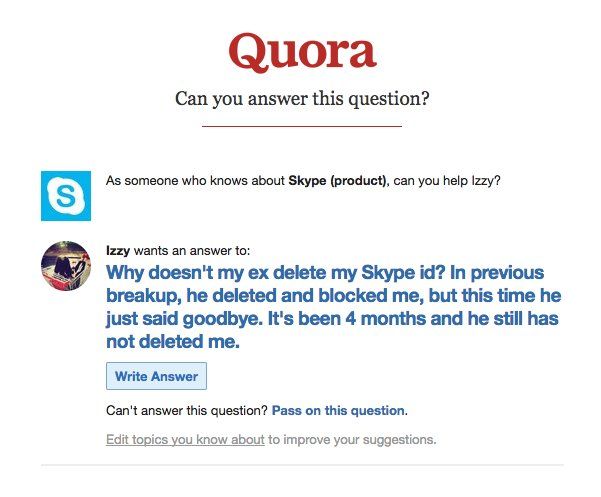 Quora
Can you answer this question?
As someone who knows about Skype (product), can you help Izzy?
Izzy wants an answer to:
Why doesn't my ex delete my Skype id? In previous
breakup, he deleted and blocked me, but this time he
just said goodbye. It's been 4 months and he still has
not deleted me.
Write Answer
Can't answer this question? Pass on this question.
Edit topics you know about to improve your suggestions.